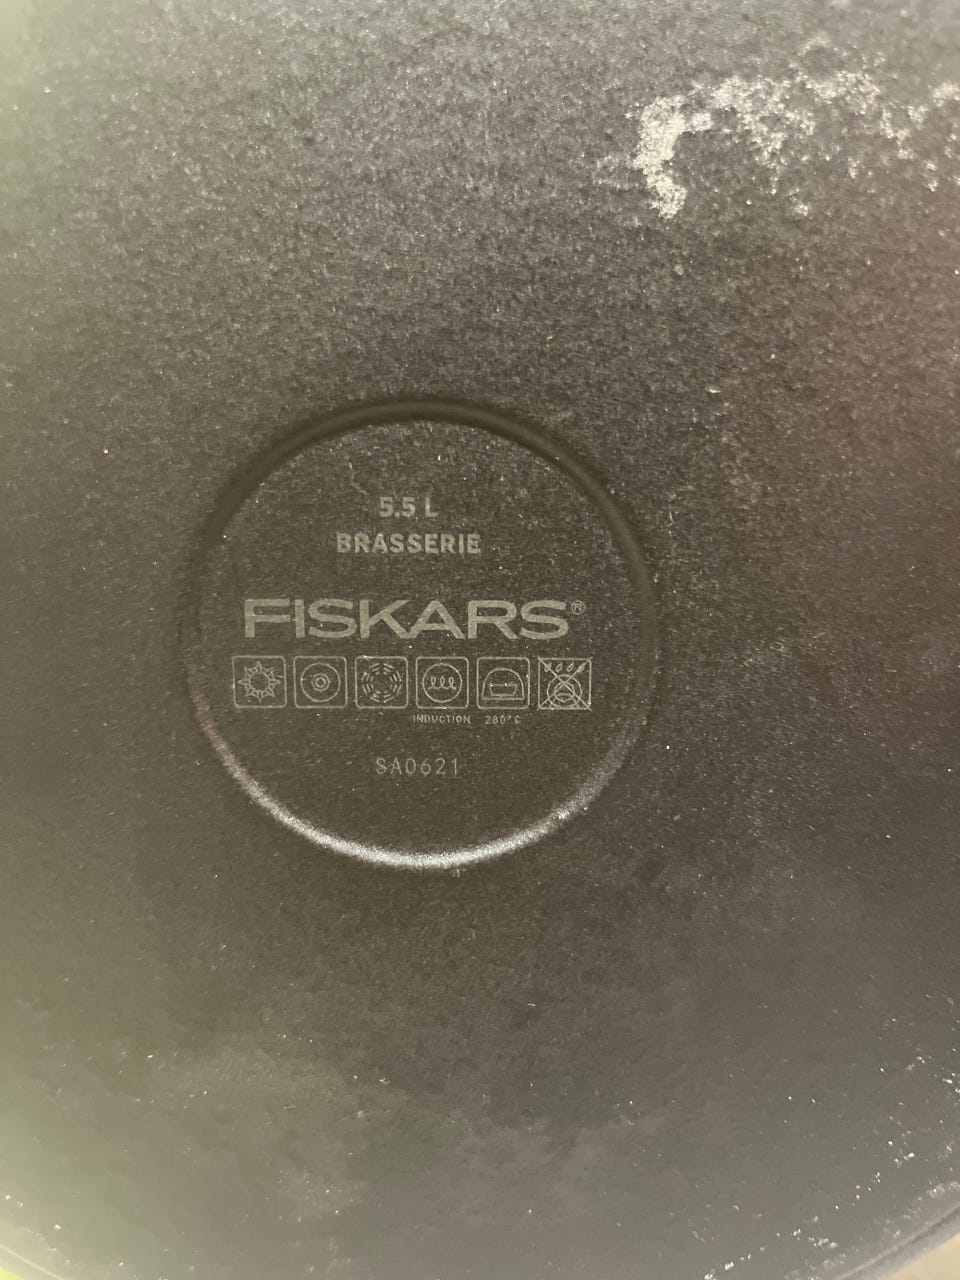 5.5 L
BRASSERIE
FISKARS®
INDUCTION 280°C
SA0621